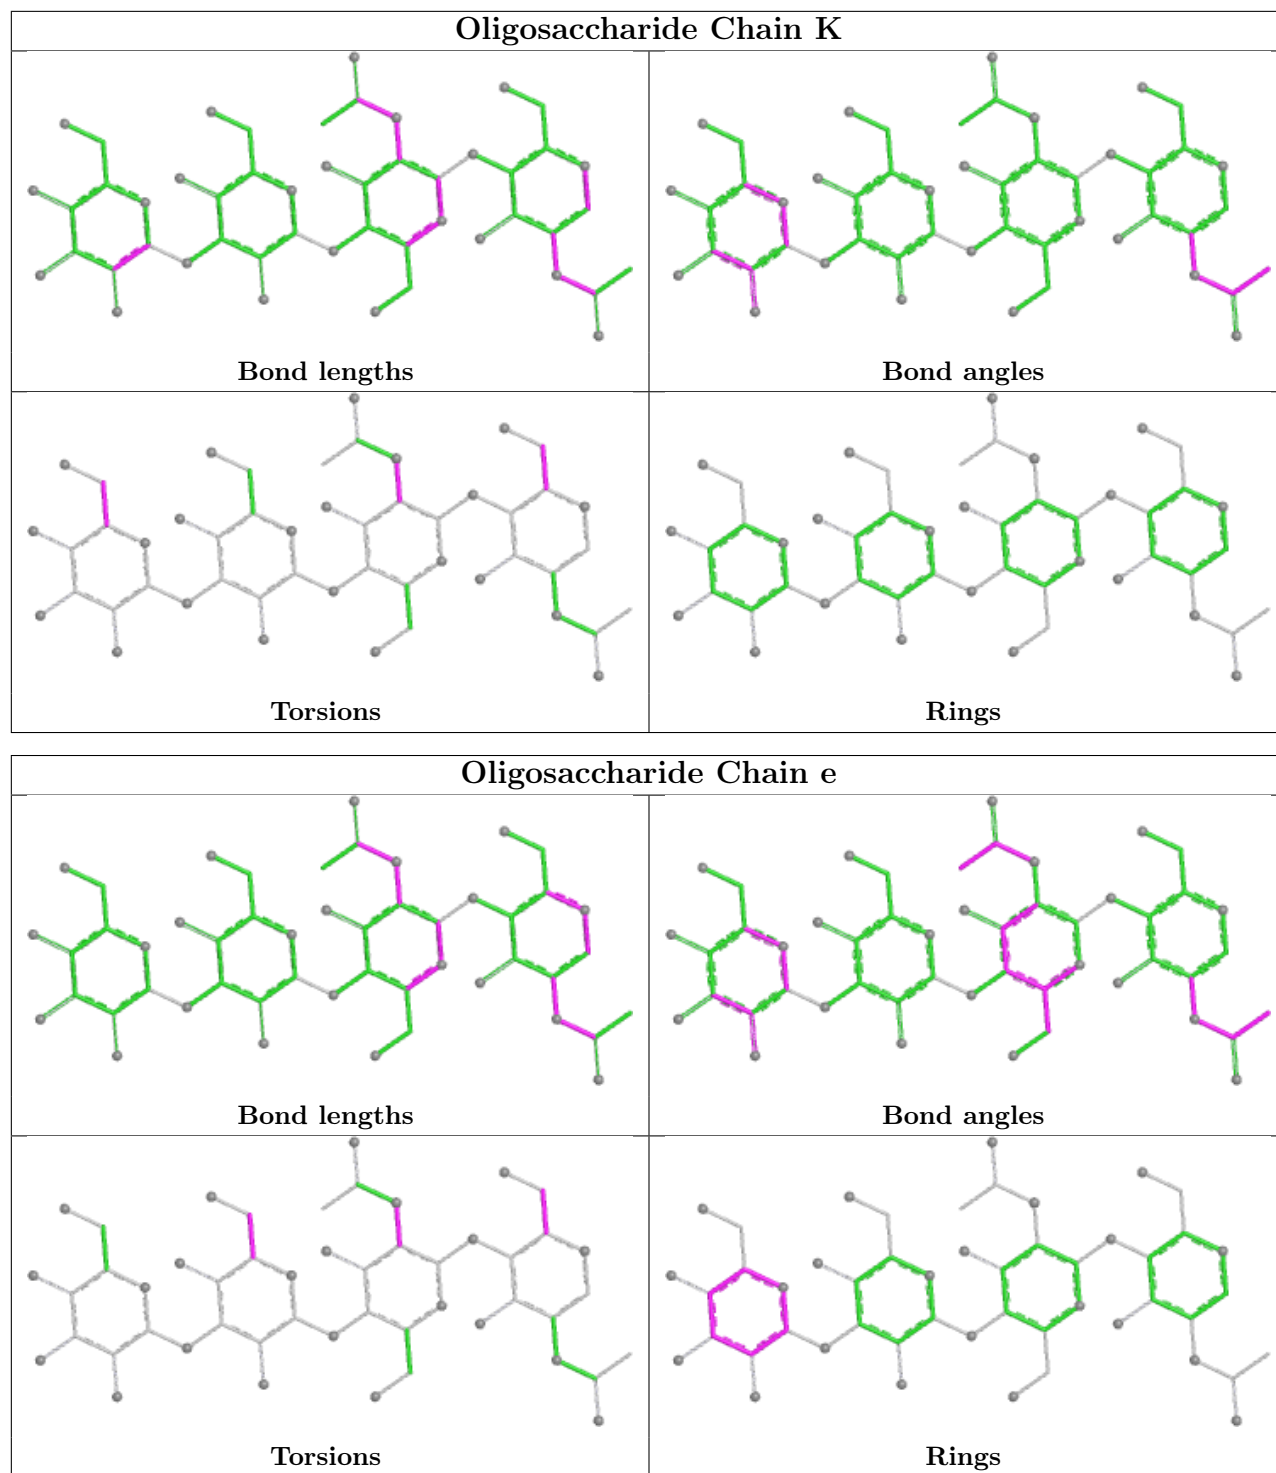 Oligosaccharide Chain K
Bond lengths
Bond angles
Torsions
Rings
Oligosaccharide Chain e
Bond lengths
Bond angles
Torsions
Rings